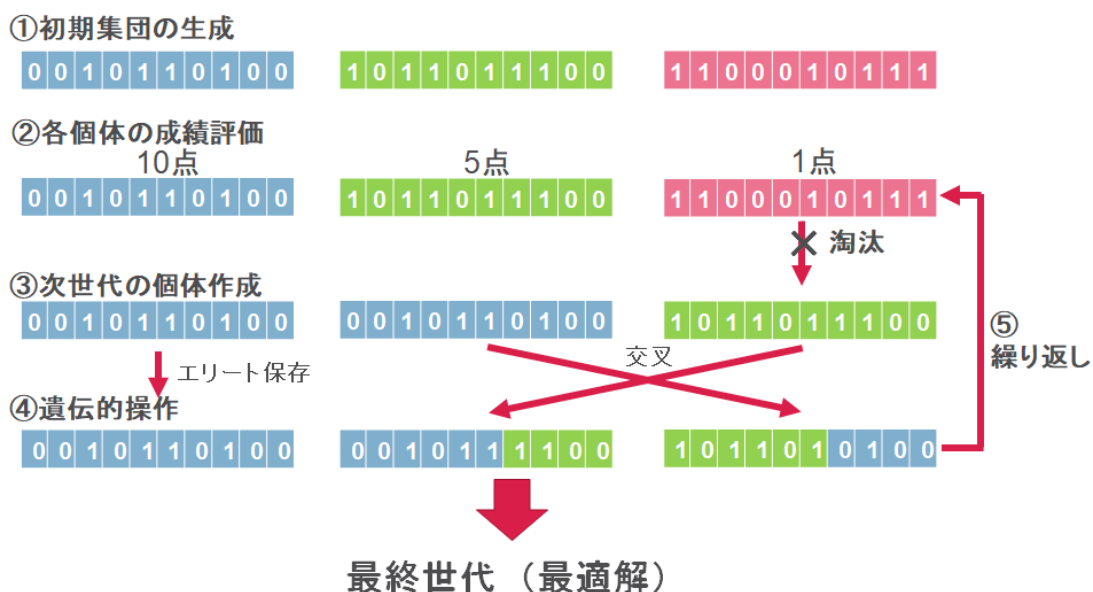 ①初期集団の生成
0 0 1 0 1 1 0 1 0 0
1 0 1 1 0 1 1 1 0 0
1 1 0 0 0 1 0 1 1 1
②各個体の成績評価
10点
5点
1点
0 0 1 0 1 1 0 1 0 0
1 0 1 1 0 1 1 1 0 0
1 1 0 0 0 1 0 1 1 1
淘汰
③次世代の個体作成
0 0 1 0 1 1 0 1 0 0
0 0 1 0 1 1 0 1 0 0
1 0 1 1 0 1 1 1 0 0
⑤
繰り返し
交叉
エリート保存
④遺伝的操作
0 0 1 0 1 1 0 1 0 0
0 0 1 0 1 1 1 1 0 0
1 0 1 1 0 1 0 1 0 0
最終世代（最適解）